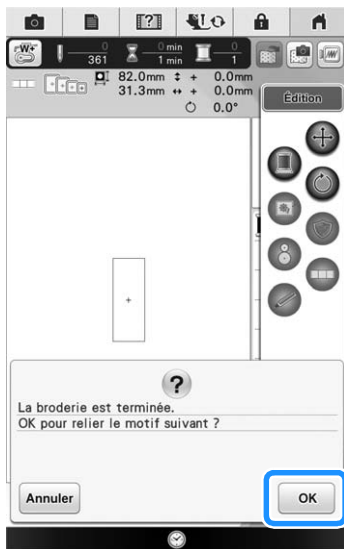 W+
0
361
0 min
1 min
0
1
82.0mm + 0.0mm
31.3mm + 0.0mm
0.0°
Édition
?
La broderie est terminée.
OK pour relier le motif suivant ?
Annuler
OK